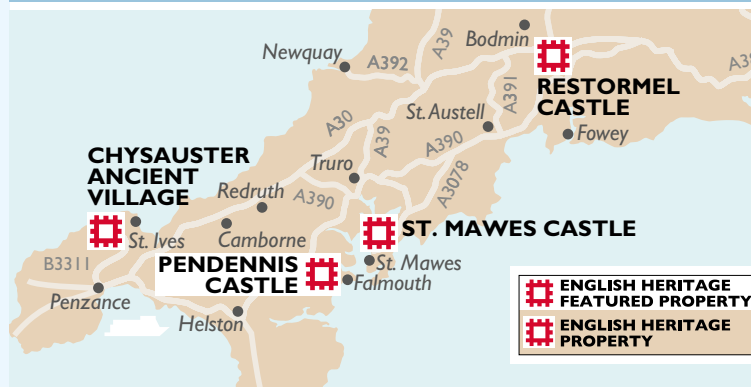 Newquay
A392
A39
Bodmin
A391
RESTORMEL
CASTLE
A30
St. Austell
A39
A390
Fowey
CHYSAUSTER
ANCIENT
VILLAGE
Truro
A3078
Redruth
A390
St. Ives
Camborne
ST. MAWES CASTLE
B3311
PENDENNIS
CASTLE
St. Mawes
Falmouth
Penzance
Helston
ENGLISH HERITAGE
FEATURED PROPERTY
ENGLISH HERITAGE
PROPERTY